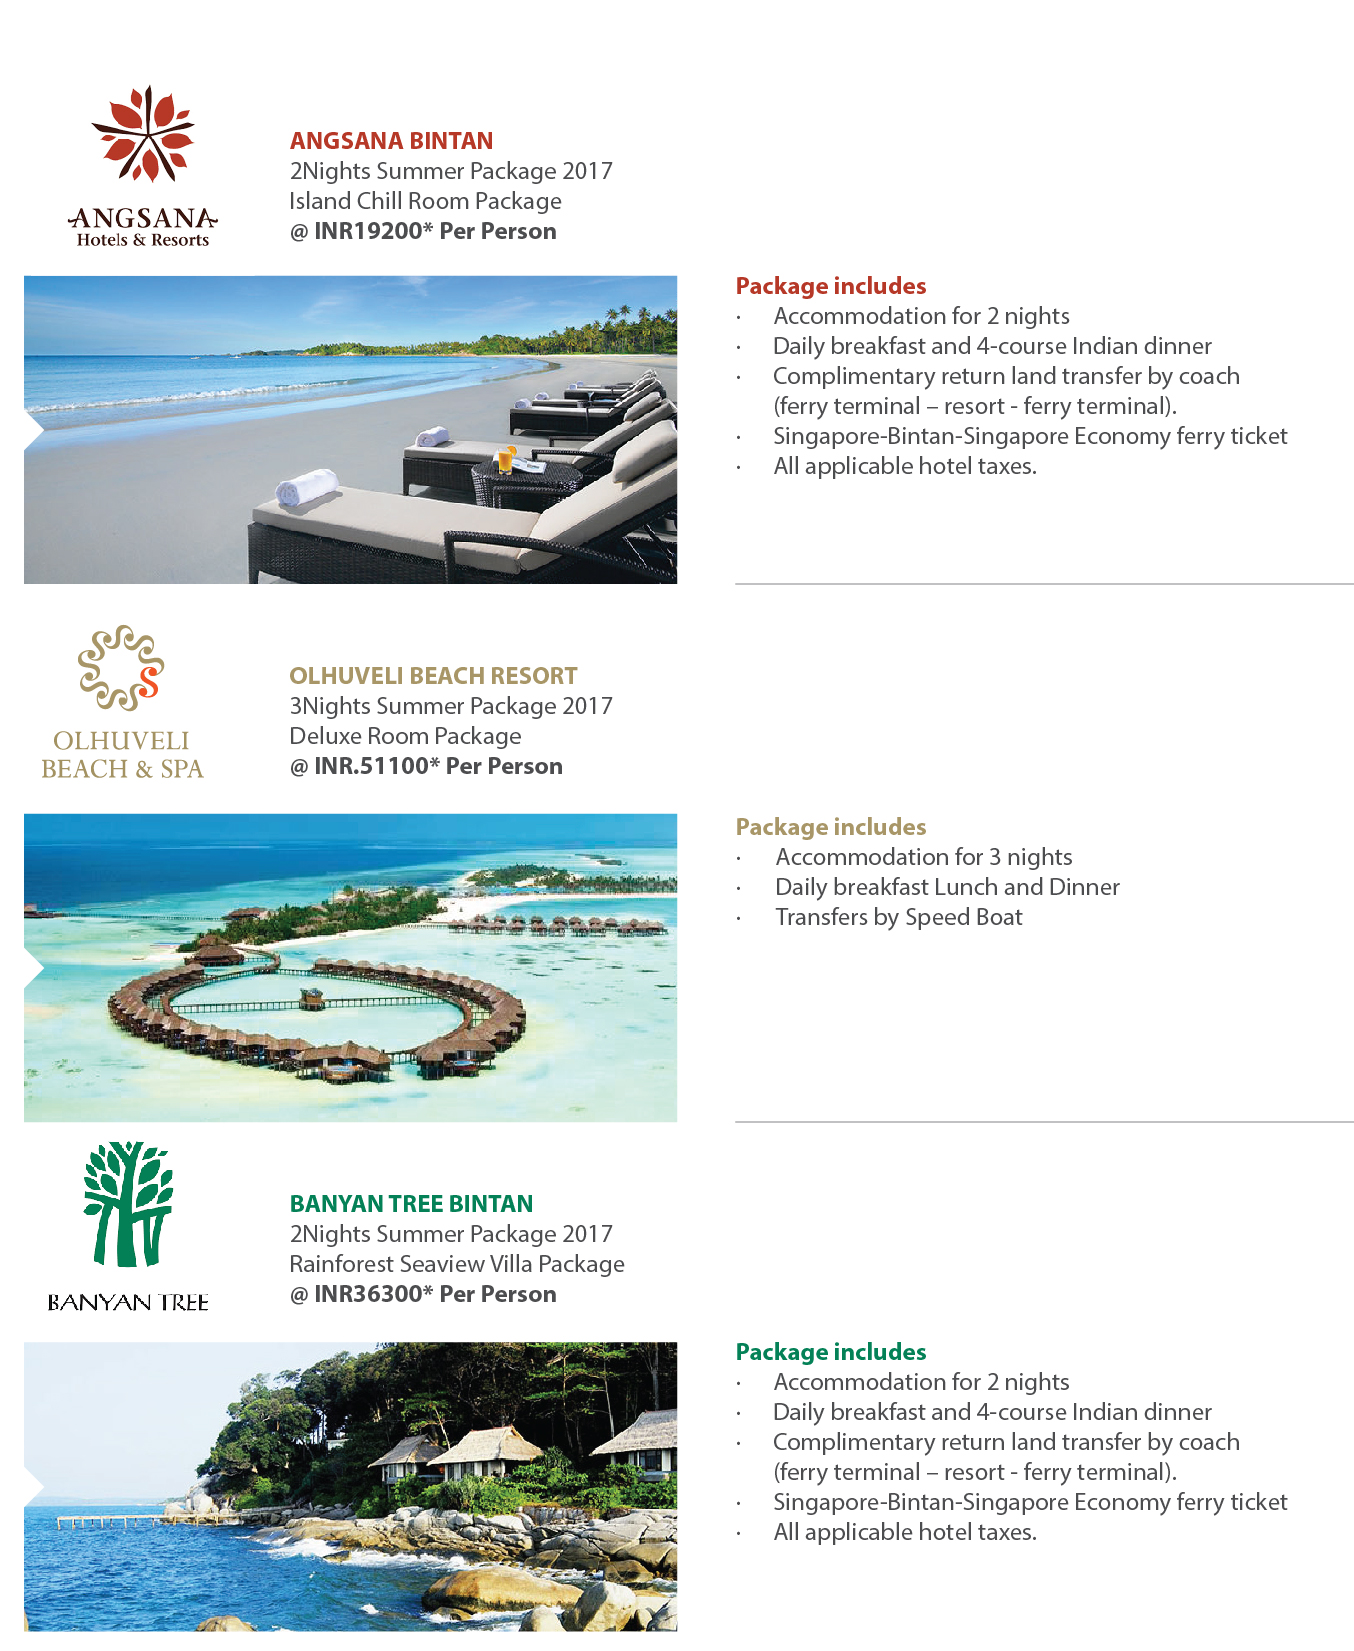 ANGSANA
Hotels & Resorts
ANGSANA BINTAN
2Nights Summer Package 2017
Island Chill Room Package
@ INR19200* Per Person
Package includes
· Accommodation for 2 nights
· Daily breakfast and 4-course Indian dinner
· Complimentary return land transfer by coach
(ferry terminal – resort - ferry terminal).
· Singapore-Bintan-Singapore Economy ferry ticket
· All applicable hotel taxes.
OLHUVELI
BEACH & SPA
OLHUVELI BEACH RESORT
3Nights Summer Package 2017
Deluxe Room Package
@ INR.51100* Per Person
Package includes
· Accommodation for 3 nights
· Daily breakfast Lunch and Dinner
· Transfers by Speed Boat
BANYAN TREE
BANYAN TREE BINTAN
2Nights Summer Package 2017
Rainforest Seaview Villa Package
@ INR36300* Per Person
Package includes
· Accommodation for 2 nights
· Daily breakfast and 4-course Indian dinner
· Complimentary return land transfer by coach
(ferry terminal – resort - ferry terminal).
· Singapore-Bintan-Singapore Economy ferry ticket
· All applicable hotel taxes.